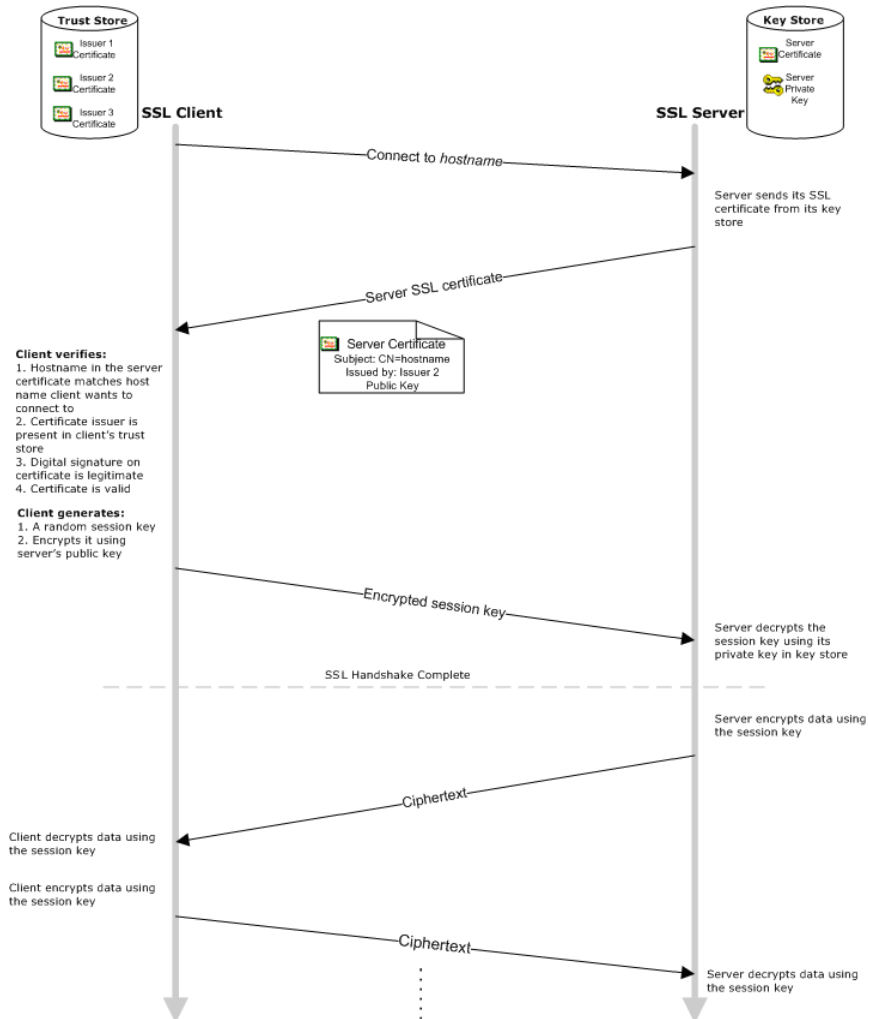 Trust Store
Issuer 1
Certificate
Issuer 2
Certificate
Issuer 3
Certificate
Key Store
Server
Certificate
Server
Private
Key
SSL Client
SSL Server
Connect to hostname
Server sends its SSL
certificate from its key
store
Server SSL certificate
Server Certificate
Subject: CN=hostname
Issued by: Issuer 2
Public Key
Client verifies:
1. Hostname in the server
certificate matches host
name client wants to
connect to
2. Certificate issuer is
present in client's trust
store
3. Digital signature on
certificate is legitimate
4. Certificate is valid
Client generates:
1. A random session key
2. Encrypts it using
server's public key
Encrypted session key
Server decrypts the
session key using its
private key in key store
SSL Handshake Complete
Server encrypts data using
the session key
Ciphertext
Client decrypts data using
the session key
Client encrypts data using
the session key
Ciphertext
Server decrypts data using
the session key